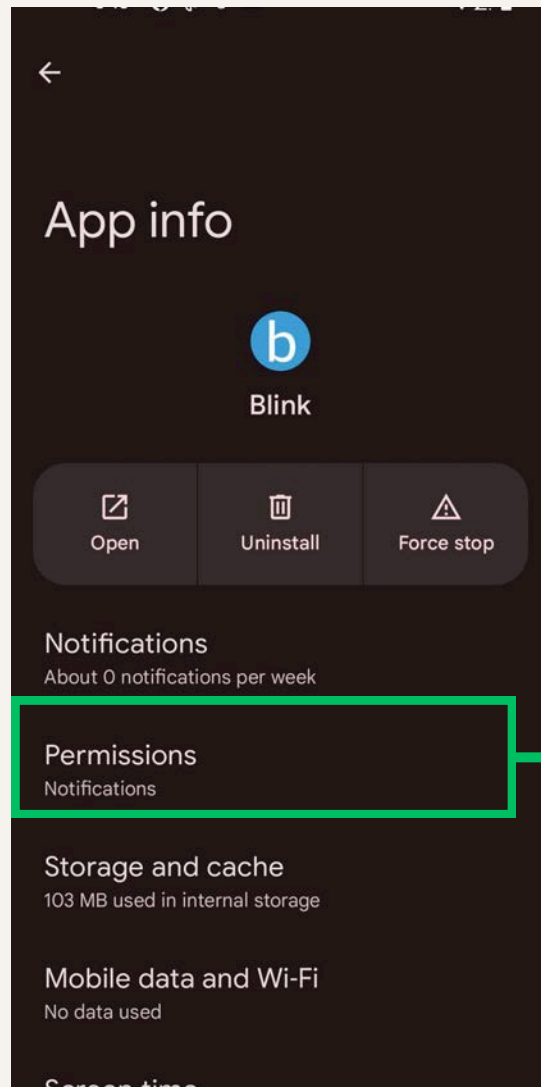 App info
b
Blink
Open
Uninstall
Force stop
Notifications
About 0 notifications per week
Permissions
Notifications
Storage and cache
103 MB used in internal storage
Mobile data and Wi-Fi
No data used